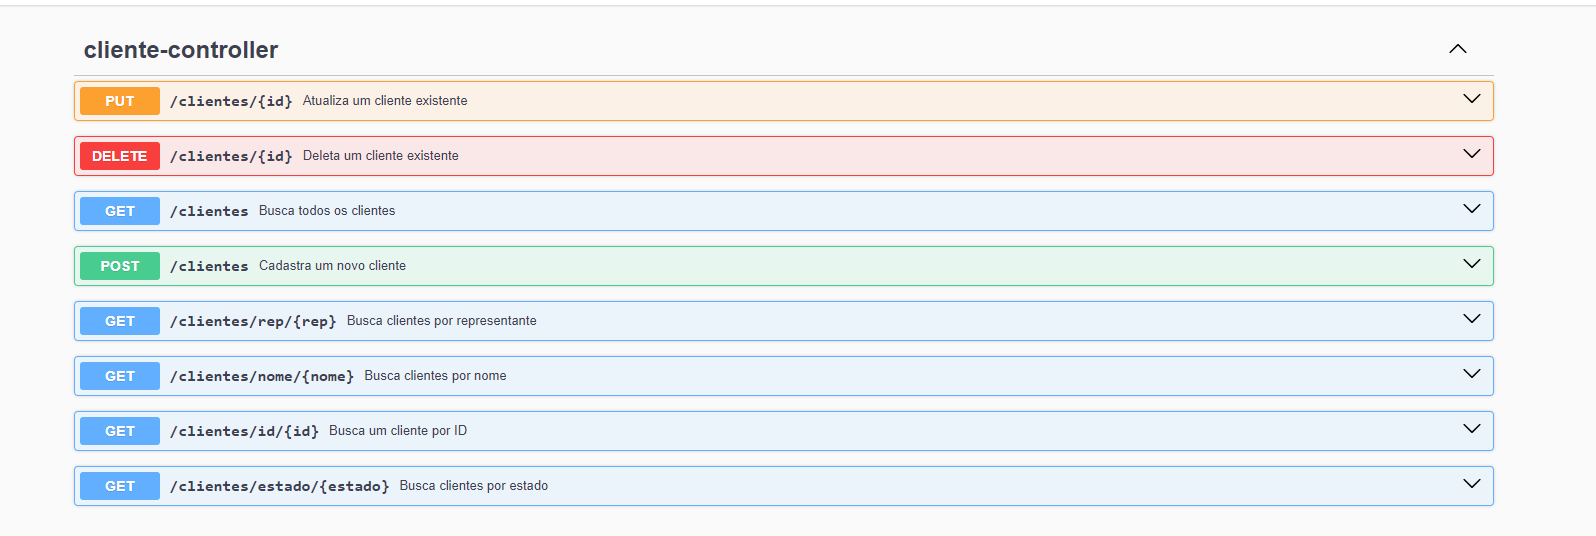 cliente-controller
PUT /clientes/{id} Atualiza um cliente existente
DELETE /clientes/{id} Deleta um cliente existente
GET /clientes Busca todos os clientes
POST /clientes Cadastra um novo cliente
GET /clientes/rep/{rep} Busca clientes por representante
GET /clientes/nome/{nome} Busca clientes por nome
GET /clientes/id/{id} Busca um cliente por ID
GET /clientes/estado/{estado} Busca clientes por estado